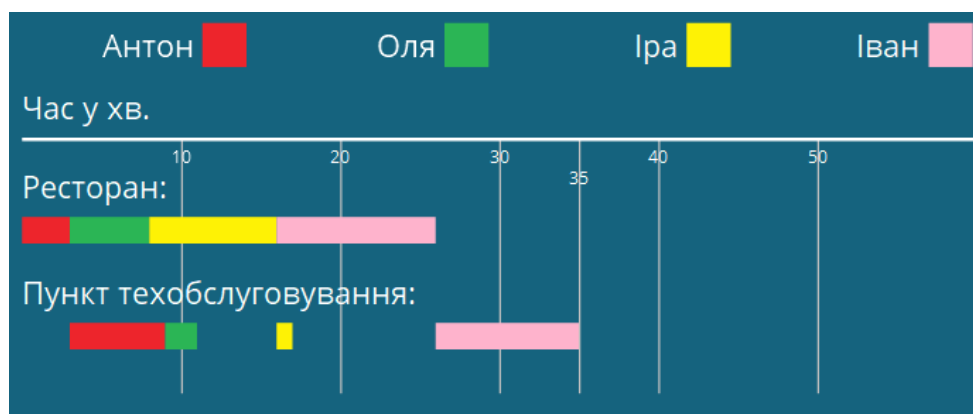 Антон Оля Іра Іван
Час у хв.
10 20 30 40 50
35
Ресторан:
Пункт техобслуговування: